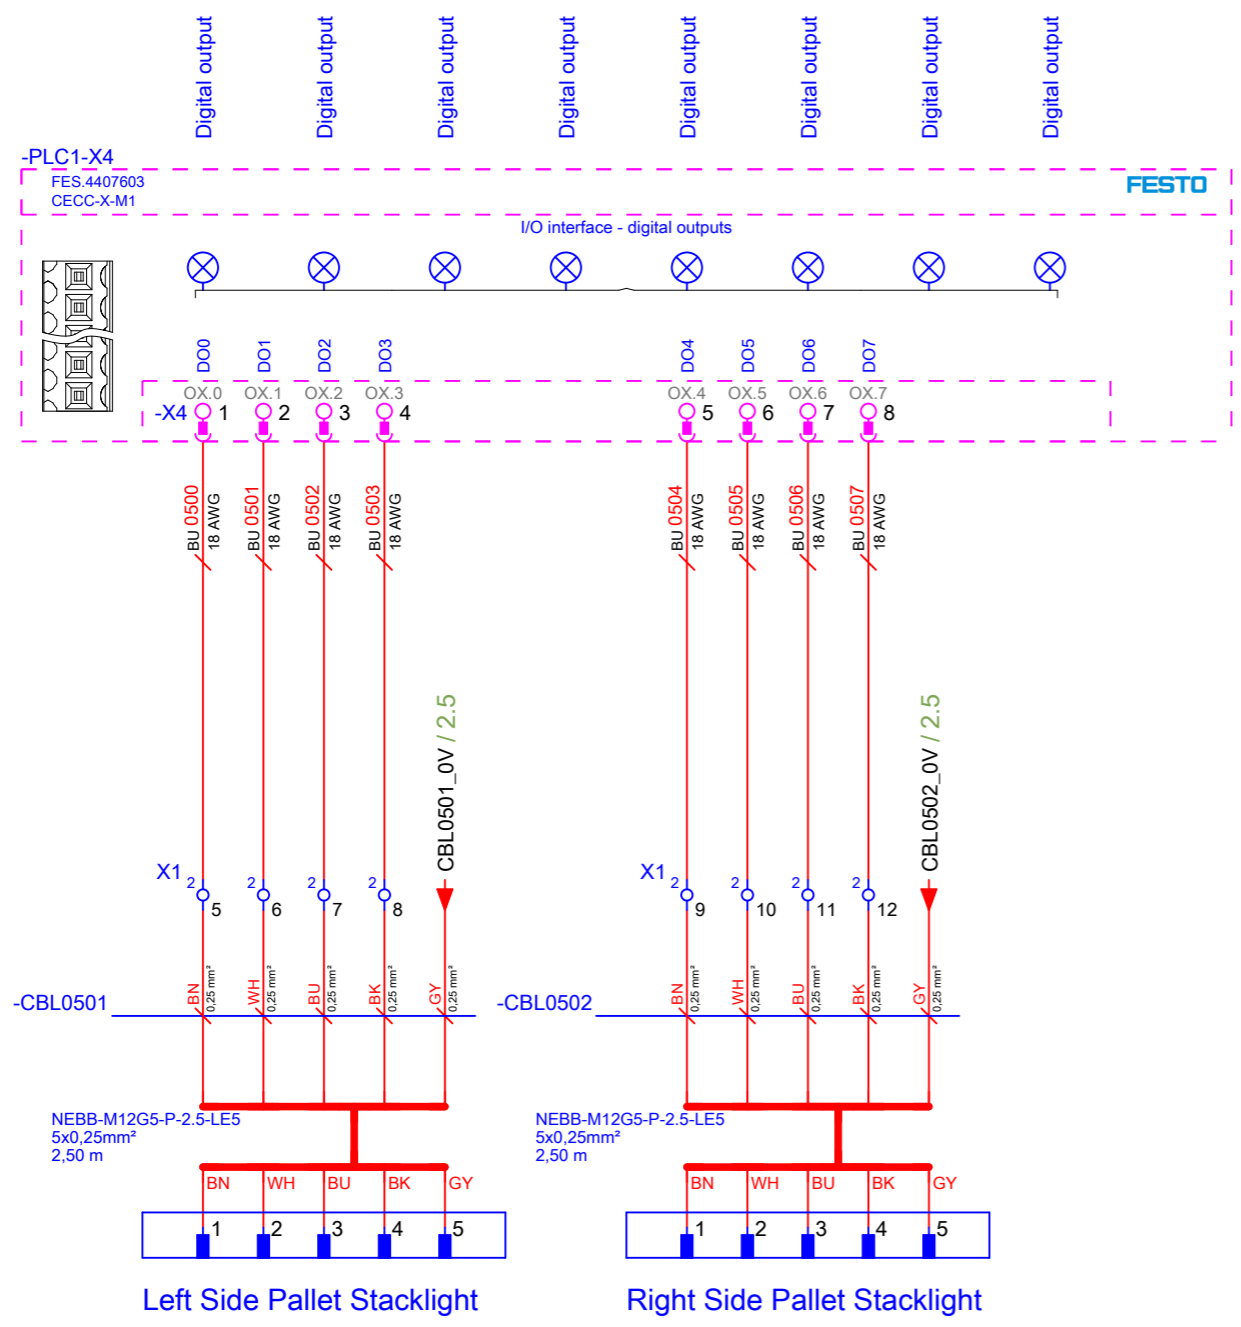 Digital output
Digital output
Digital output
Digital output
Digital output
Digital output
Digital output
Digital output
-PLC1-X4
FES.4407603
CECC-X-M1
FESTO
I/O interface - digital outputs
DO0 DO1 DO2 DO3 DO4 DO5 DO6 DO7
OX.0 OX.1 OX.2 OX.3 OX.4 OX.5 OX.6 OX.7
-X4 1 2 3 4 5 6 7 8
BU 0500
18 AWG
BU 0501
18 AWG
BU 0502
18 AWG
BU 0503
18 AWG
BU 0504
18 AWG
BU 0505
18 AWG
BU 0506
18 AWG
BU 0507
18 AWG
CBL0501_0V / 2.5
CBL0502_0V / 2.5
X1 2 2 2 2 X1 2 2 2 2
5 6 7 8 9 10 11 12
-CBL0501
BN 0,25 mm²
WH 0,25 mm²
BU 0,25 mm²
BK 0,25 mm²
GY 0,25 mm²
-CBL0502
BN 0,25 mm²
WH 0,25 mm²
BU 0,25 mm²
BK 0,25 mm²
GY 0,25 mm²
NEBB-M12G5-P-2.5-LE5
5x0,25mm²
2,50 m
NEBB-M12G5-P-2.5-LE5
5x0,25mm²
2,50 m
BN WH BU BK GY BN WH BU BK GY
1 2 3 4 5 1 2 3 4 5
Left Side Pallet Stacklight
Right Side Pallet Stacklight